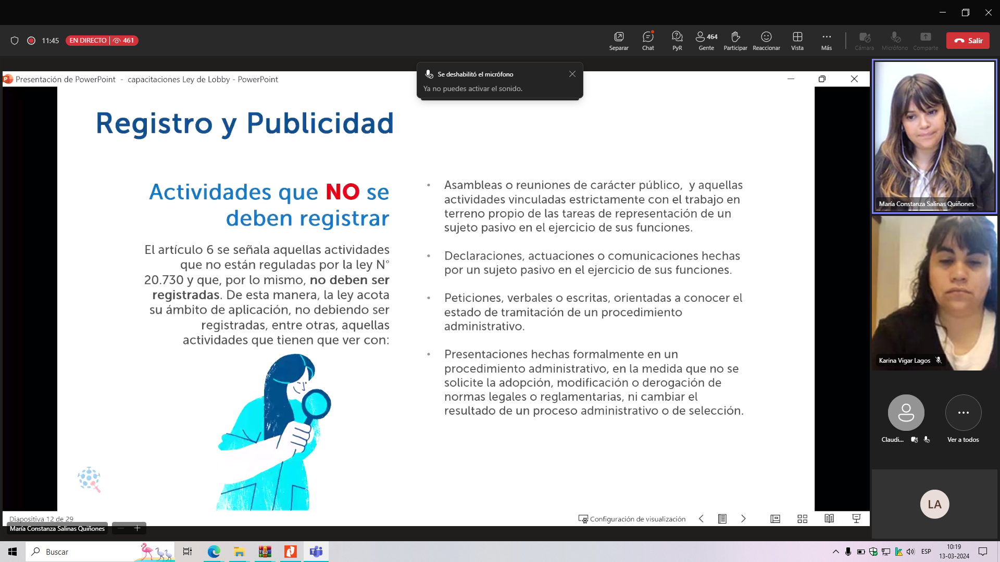 11:45
EN DIRECTO | 461
Separar
Chat
PyR
464
Gente
Participar
Reaccionar
Vista
Más
Cámara
Micrófono
Comparte
Salir
Presentación de PowerPoint - capacitaciones Ley de Lobby - PowerPoint
Se deshabilitó el micrófono
Ya no puedes activar el sonido.
Registro y Publicidad
Actividades que NO se
deben registrar
El artículo 6 se señala aquellas actividades
que no están reguladas por la ley N°
20.730 y que, por lo mismo, no deben ser
registradas. De esta manera, la ley acota
su ámbito de aplicación, no debiendo ser
registradas, entre otras, aquellas
actividades que tienen que ver con:
• Asambleas o reuniones de carácter público, y aquellas
actividades vinculadas estrictamente con el trabajo en
terreno propio de las tareas de representación de un
sujeto pasivo en el ejercicio de sus funciones.
• Declaraciones, actuaciones o comunicaciones hechas
por un sujeto pasivo en el ejercicio de sus funciones.
• Peticiones, verbales o escritas, orientadas a conocer el
estado de tramitación de un procedimiento
administrativo.
• Presentaciones hechas formalmente en un
procedimiento administrativo, en la medida que no se
solicite la adopción, modificación o derogación de
normas legales o reglamentarias, ni cambiar el
resultado de un proceso administrativo o de selección.
María Constanza Salinas Quiñones
Karina Vigar Lagos
Claudi...
Ver a todos
LA
Diapositiva 12 de 29
Configuración de visualización
María Constanza Salinas Quiñones
Buscar
ESP
10:19
13-03-2024